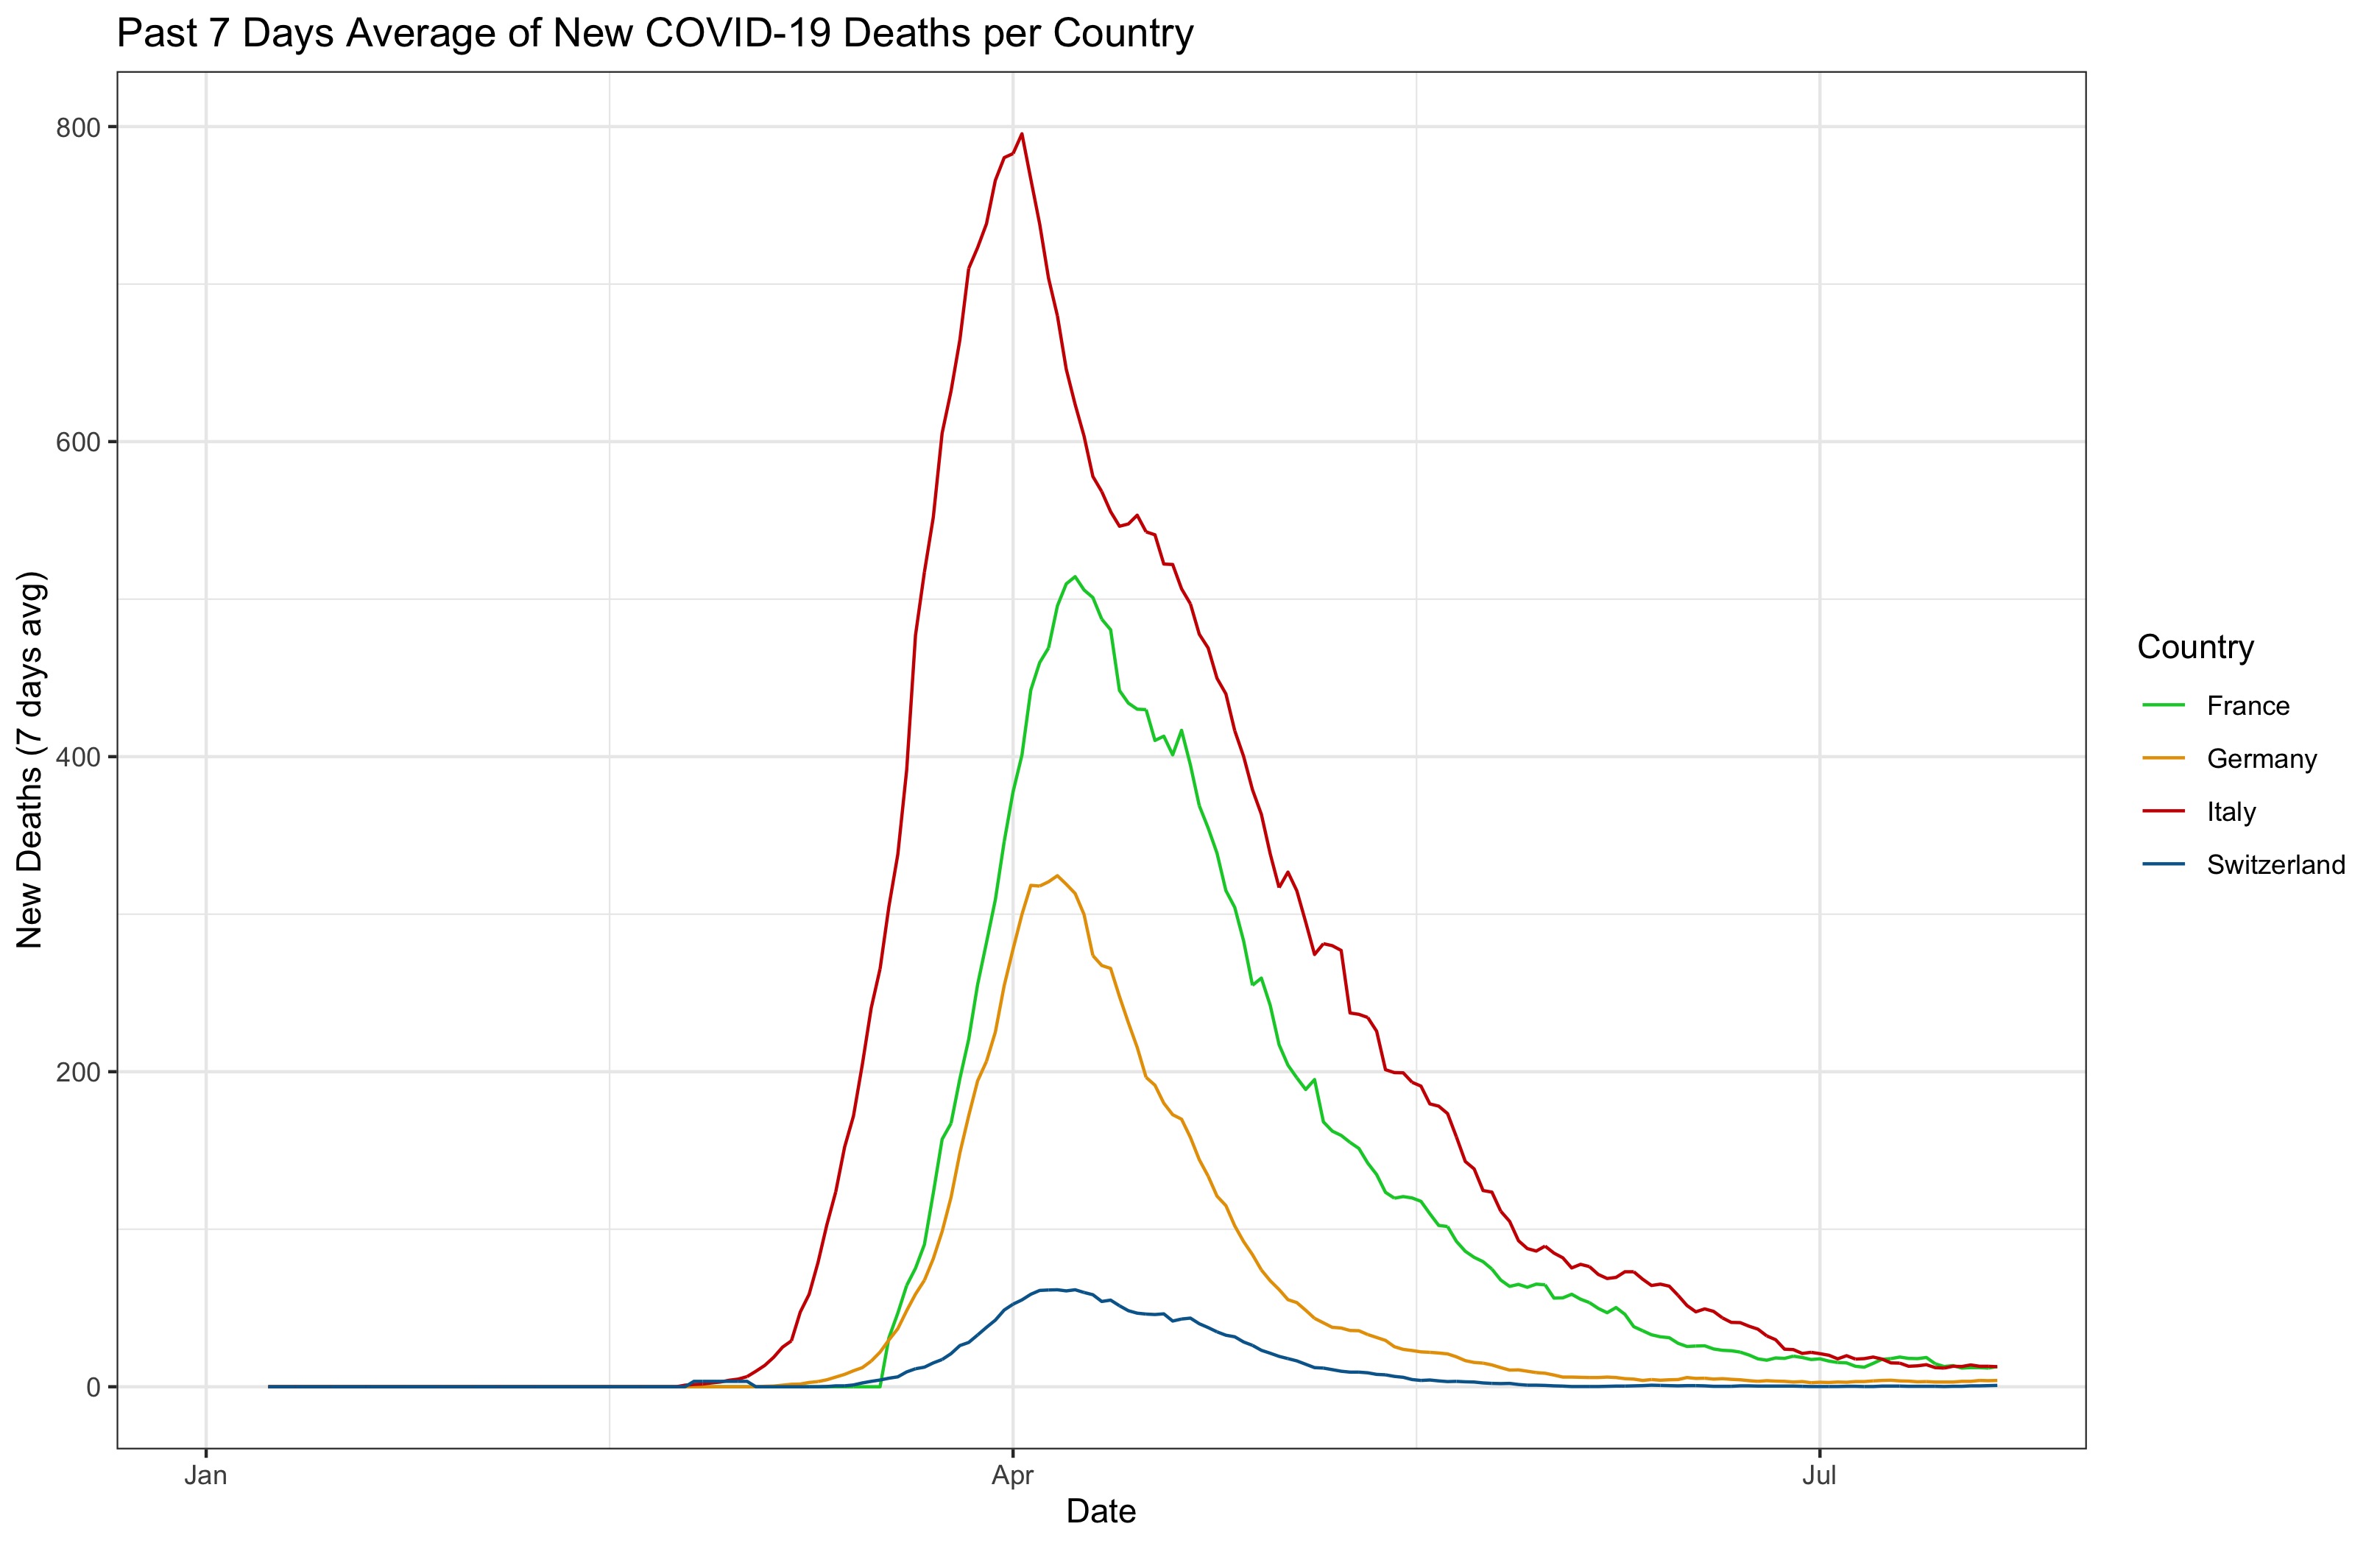 Past 7 Days Average of New COVID-19 Deaths per Country
New Deaths (7 days avg)
800
600
400
200
0
Jan
Apr
Jul
Date
Country
France
Germany
Italy
Switzerland